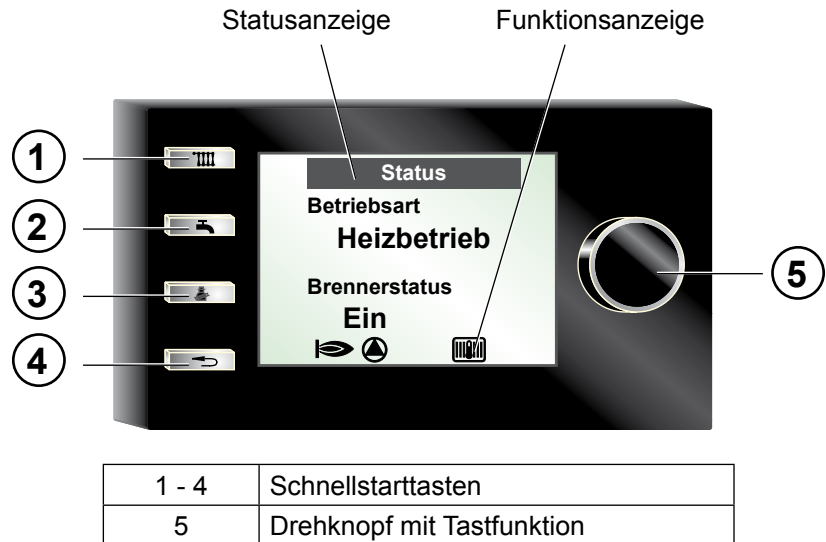 Statusanzeige Funktionsanzeige
1
Status
Betriebsart
2
Heizbetrieb
5
3
Brennerstatus
Ein
4
1 - 4 Schnellstarttasten
5 Drehknopf mit Tastfunktion